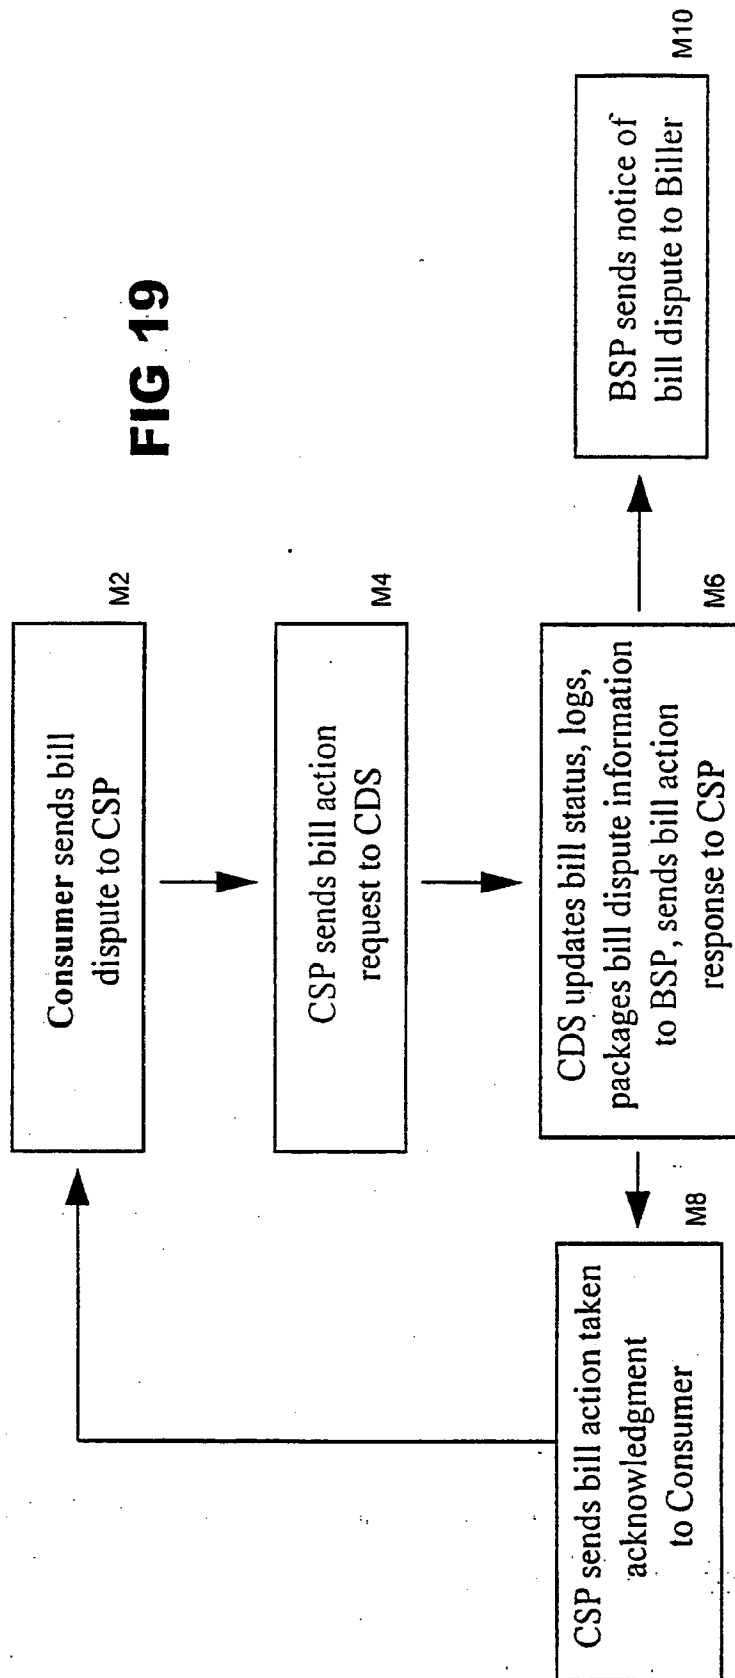 FIG 19
Consumer sends bill
dispute to CSP
M2
CSP sends bill action
request to CDS
M4
CDS updates bill status, logs,
packages bill dispute information
to BSP, sends bill action
response to CSP
M6
CSP sends bill action taken
acknowledgment
to Consumer
M8
BSP sends notice of
bill dispute to Biller
M10